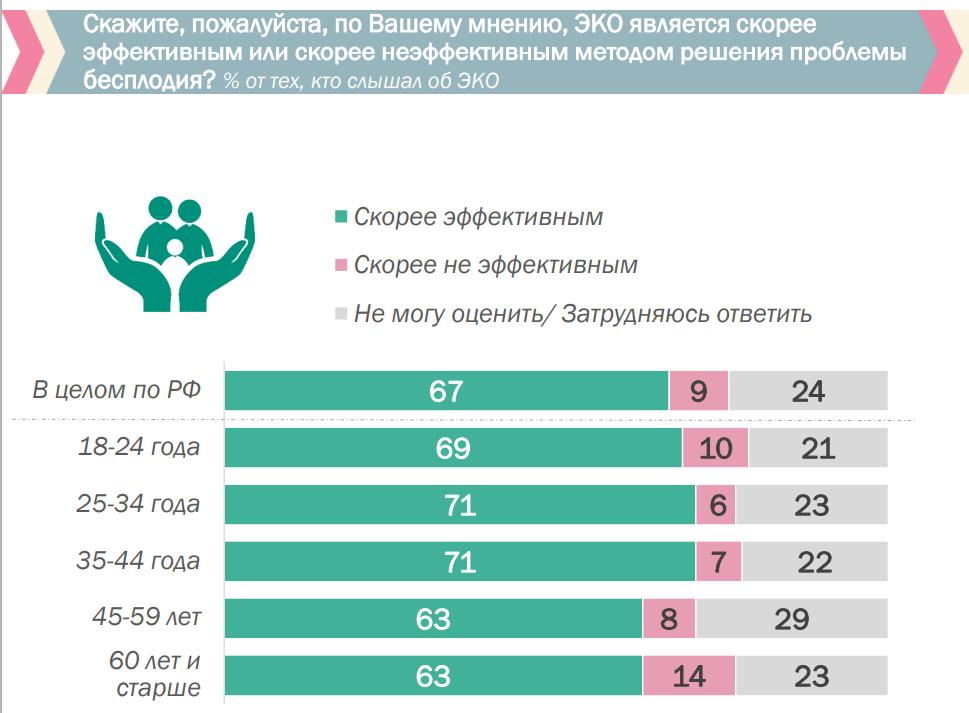 Скажите, пожалуйста, по Вашему мнению, ЭКО является скорее
эффективным или скорее неэффективным методом решения проблемы
бесплодия? % от тех, кто слышал об ЭКО
Скорее эффективным
Скорее не эффективным
Не могу оценить/ Затрудняюсь ответить
В целом по РФ 67 9 24
18-24 года 69 10 21
25-34 года 71 6 23
35-44 года 71 7 22
45-59 лет 63 8 29
60 лет и
старше 63 14 23